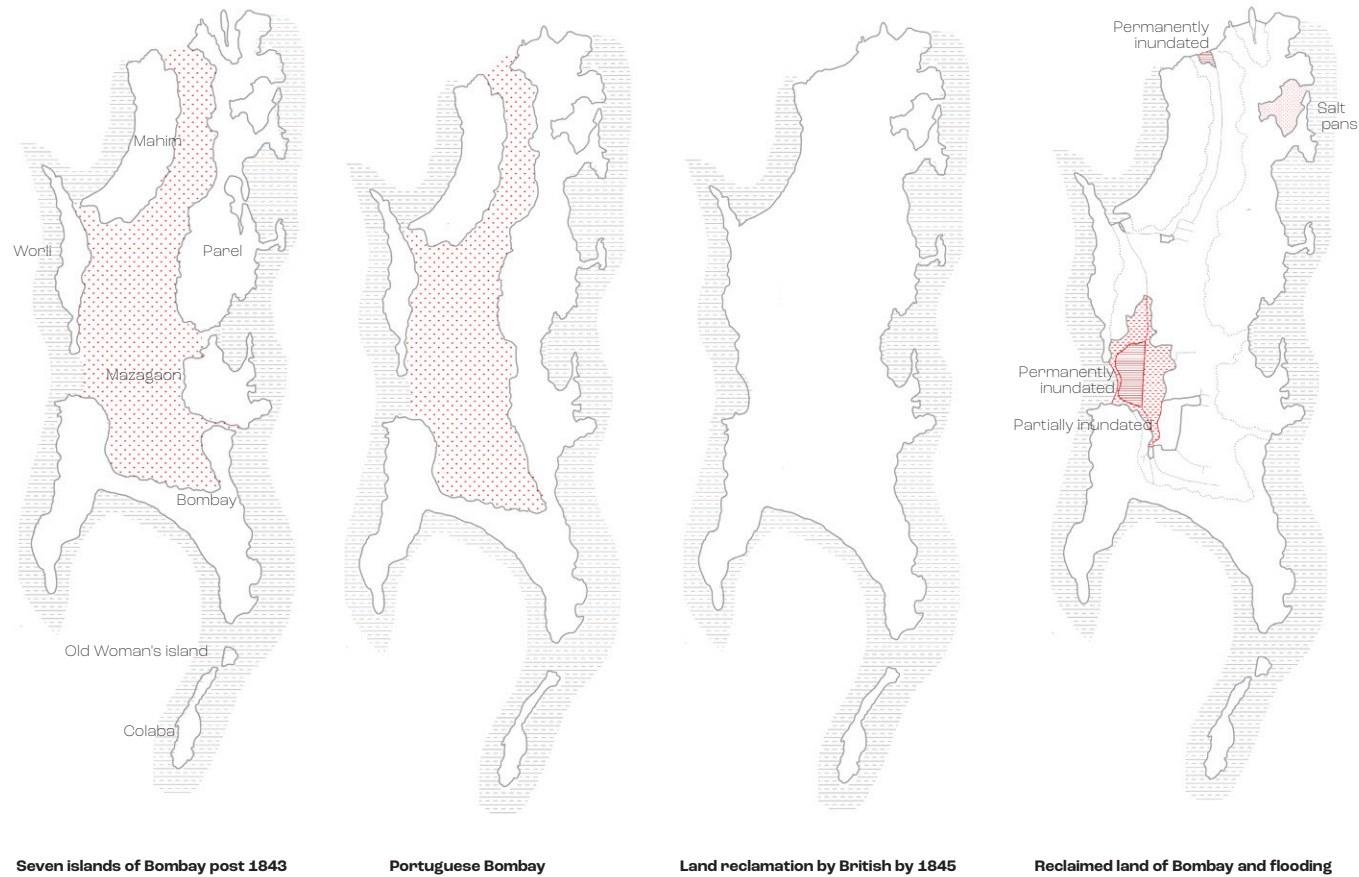 Mahim
Worli
Parel
Mazagaon
Bombay
Old Woman's island
Colaba
Permanently
inundated
Salt
pans
Permanently
inundated
Partially inundated
Seven islands of Bombay post 1843
Portuguese Bombay
Land reclamation by British by 1845
Reclaimed land of Bombay and flooding